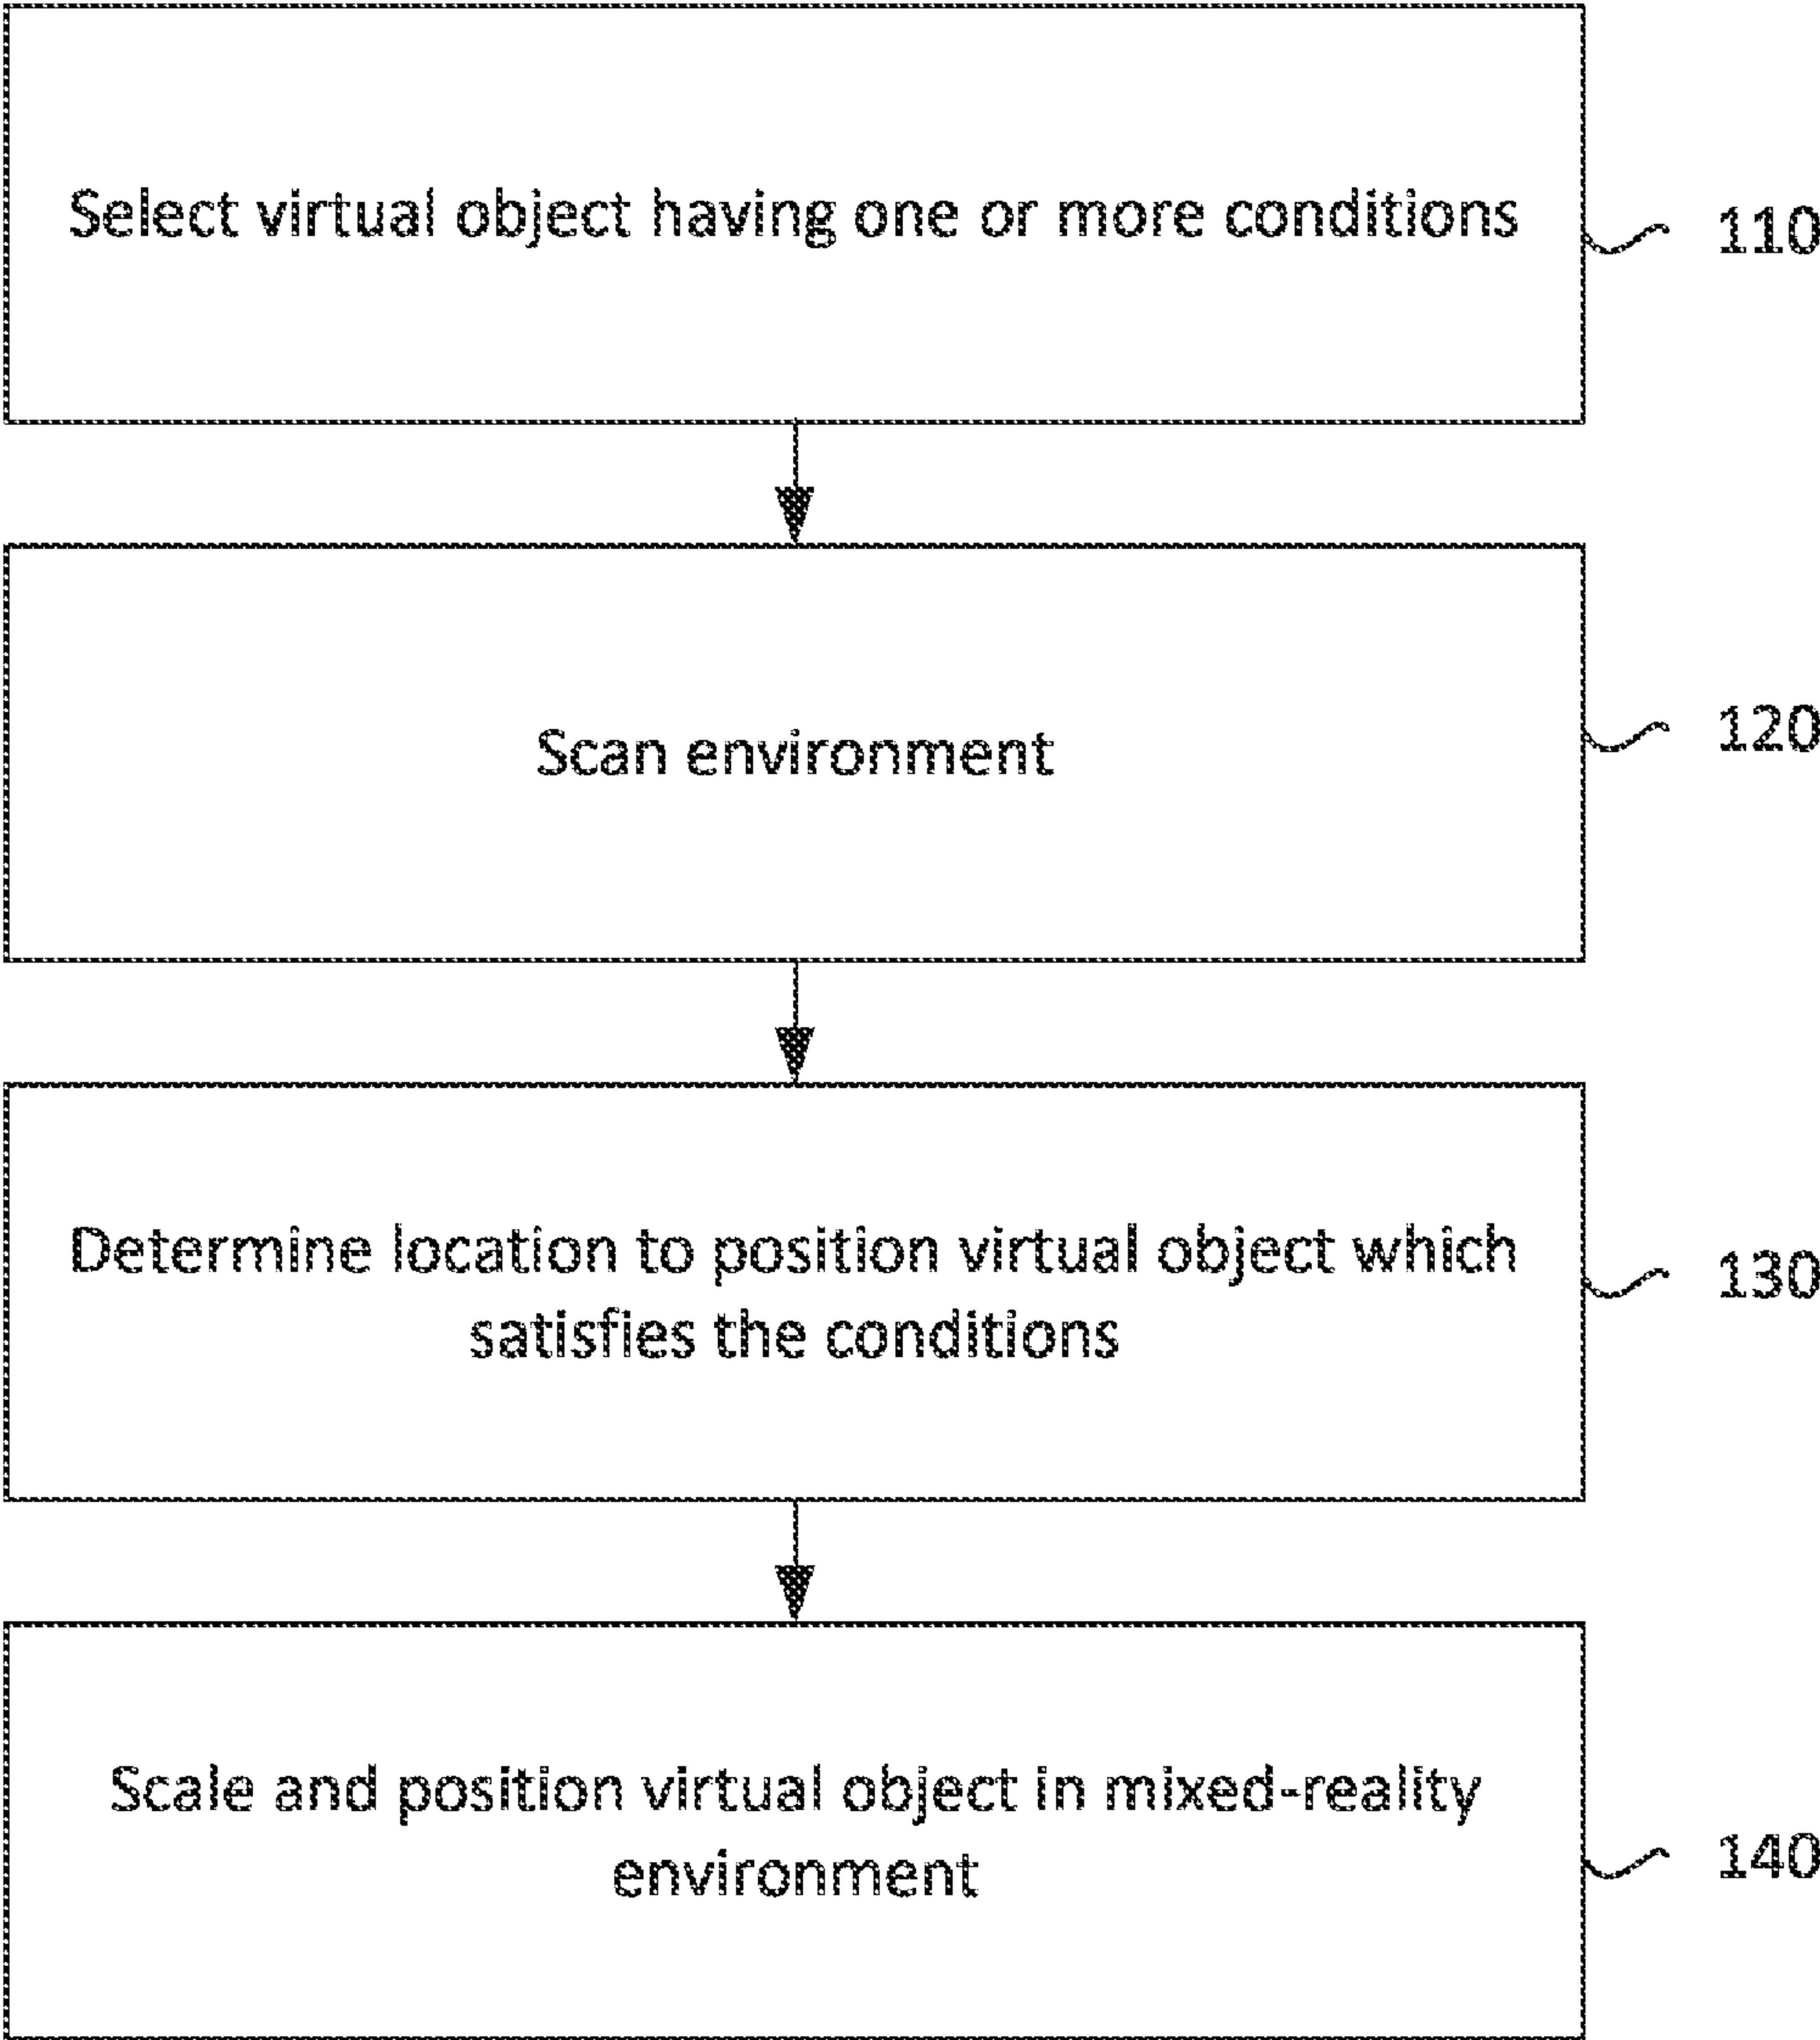 Select virtual object having one or more conditions
110
Scan environment
120
Determine location to position virtual object which
satisfies the conditions
130
Scale and position virtual object in mixed-reality
environment
140